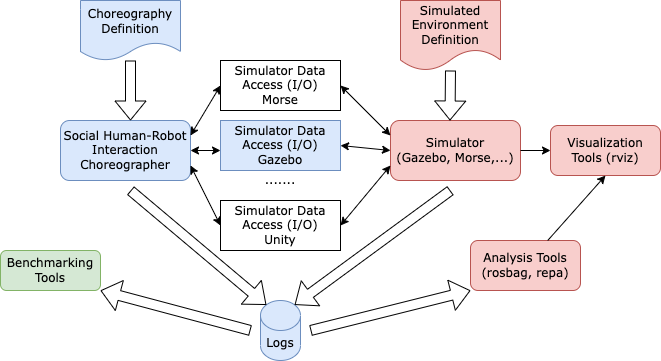 Choreography
Definition
Simulated
Environment
Definition
Simulator Data
Access (I/O)
Morse
Social Human-Robot
Interaction
Choreographer
Simulator Data
Access (I/O)
Gazebo
.......
Simulator Data
Access (I/O)
Unity
Simulator
(Gazebo, Morse,...)
Visualization
Tools (rviz)
Benchmarking
Tools
Analysis Tools
(rosbag, repa)
Logs